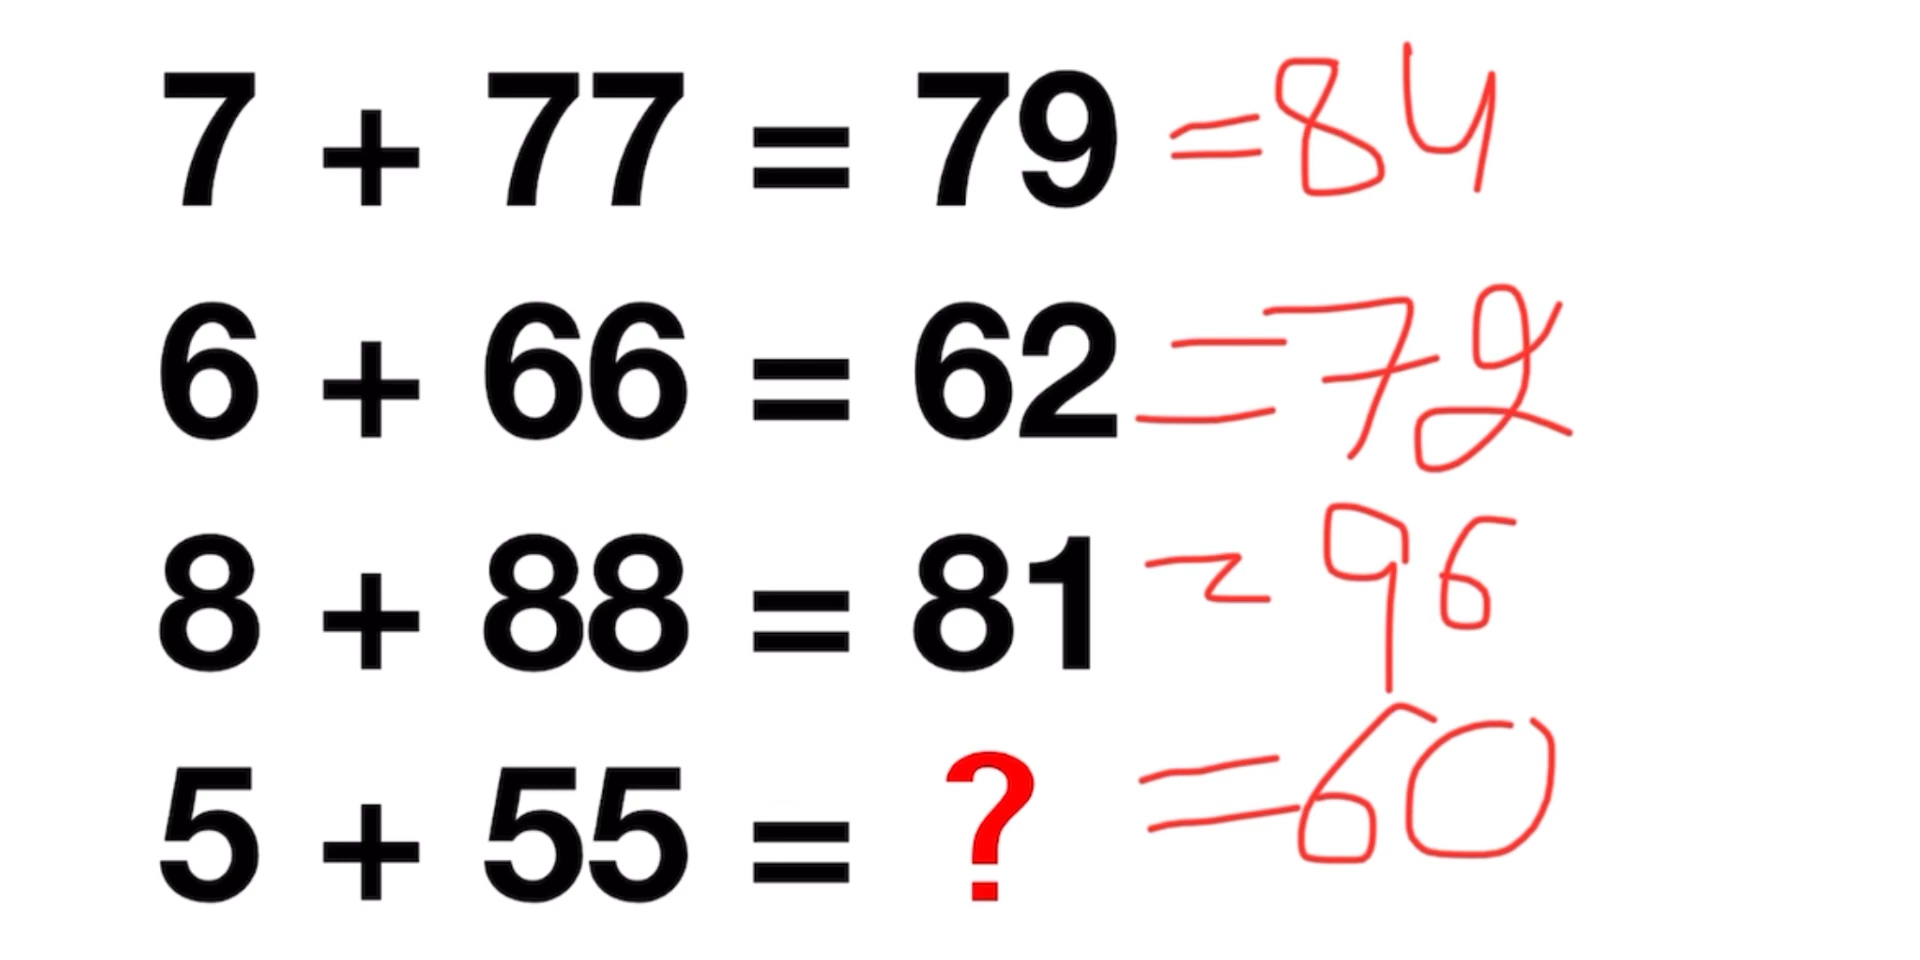 7 + 77 = 79 = 84
6 + 66 = 62 = 72
8 + 88 = 81 = 96
5 + 55 = ? = 60